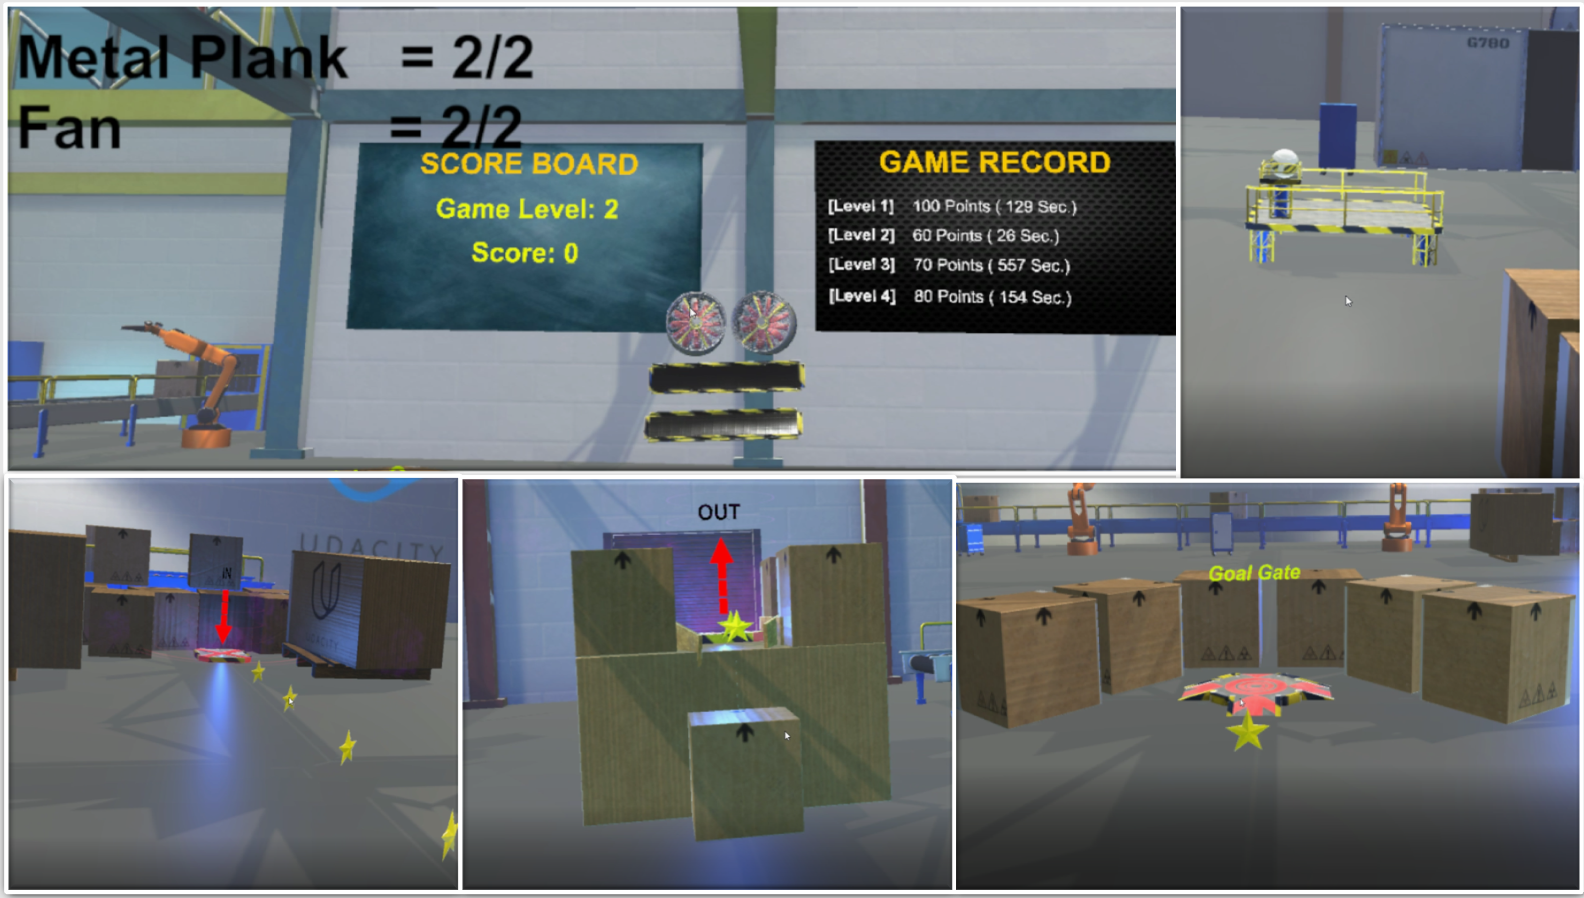 Metal Plank = 2/2
Fan = 2/2
SCORE BOARD
Game Level: 2
Score: 0
GAME RECORD
[Level 1] 100 Points ( 129 Sec.)
[Level 2] 60 Points ( 26 Sec.)
[Level 3] 70 Points ( 557 Sec.)
[Level 4] 80 Points ( 154 Sec.)
G780
UDACITY
IN
UDACITY
OUT
Goal Gate